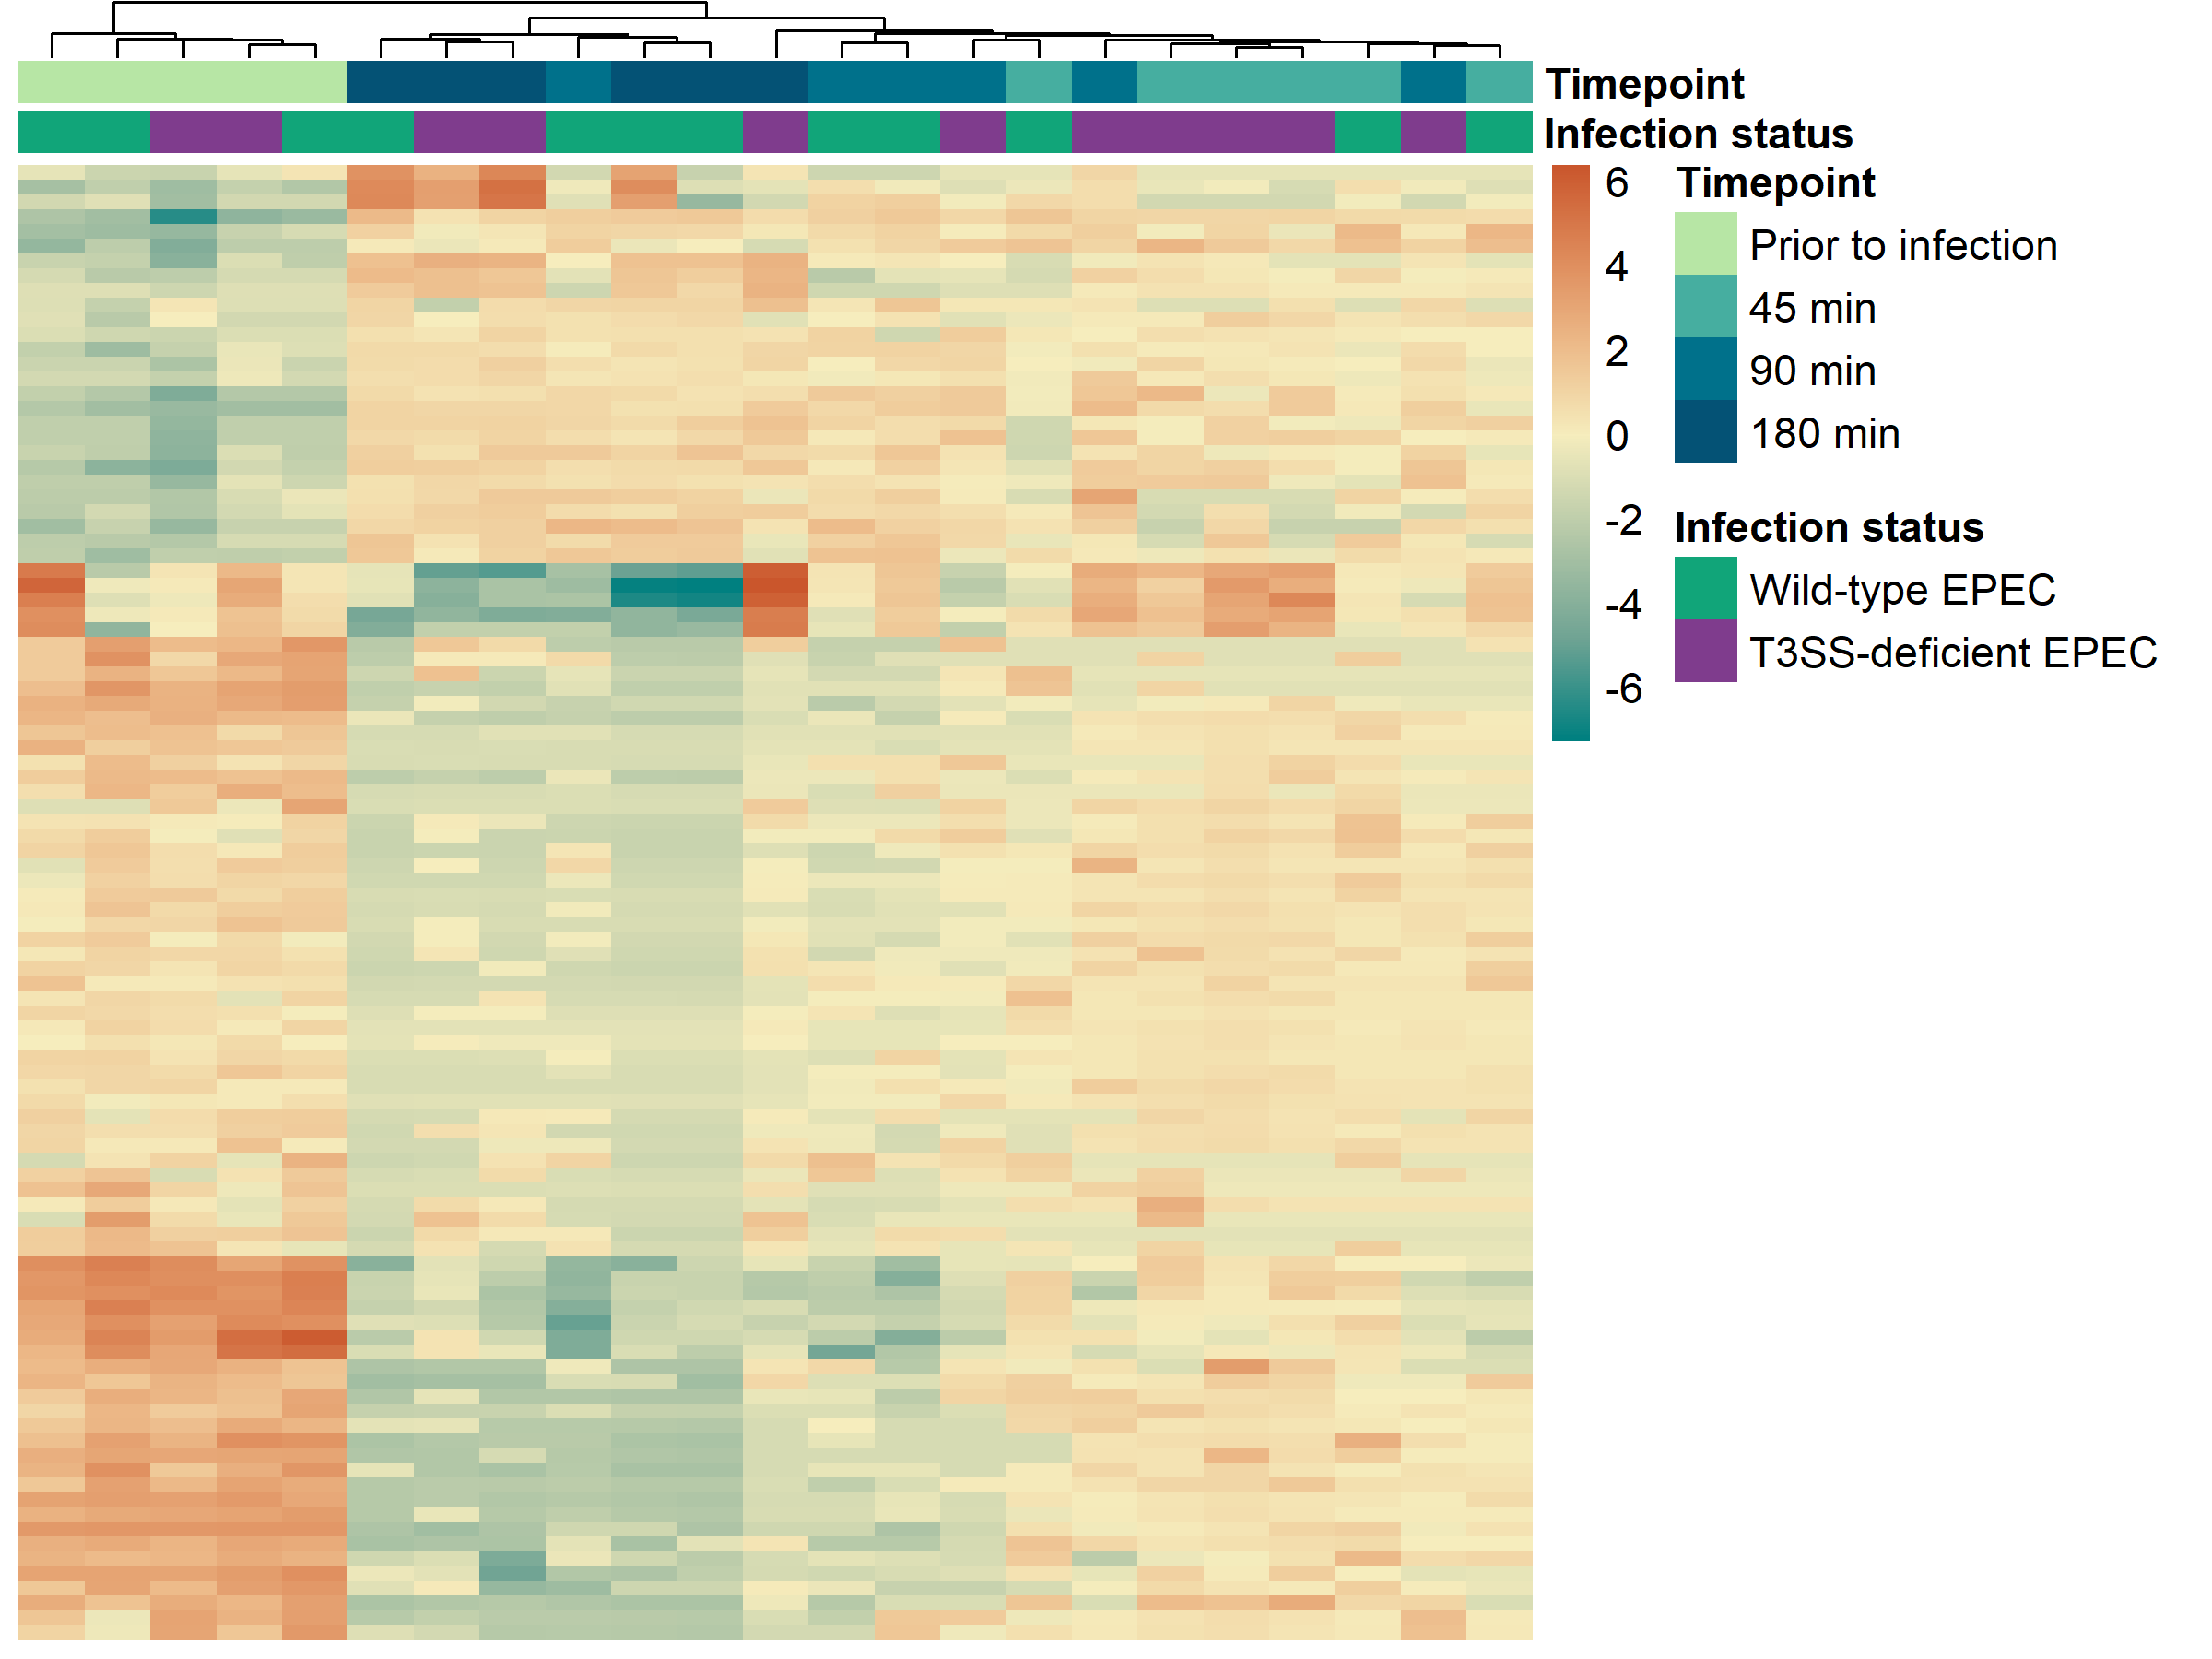 Timepoint
Infection status
6
4
2
0
-2
-4
-6
Timepoint
Prior to infection
45 min
90 min
180 min
Infection status
Wild-type EPEC
T3SS-deficient EPEC